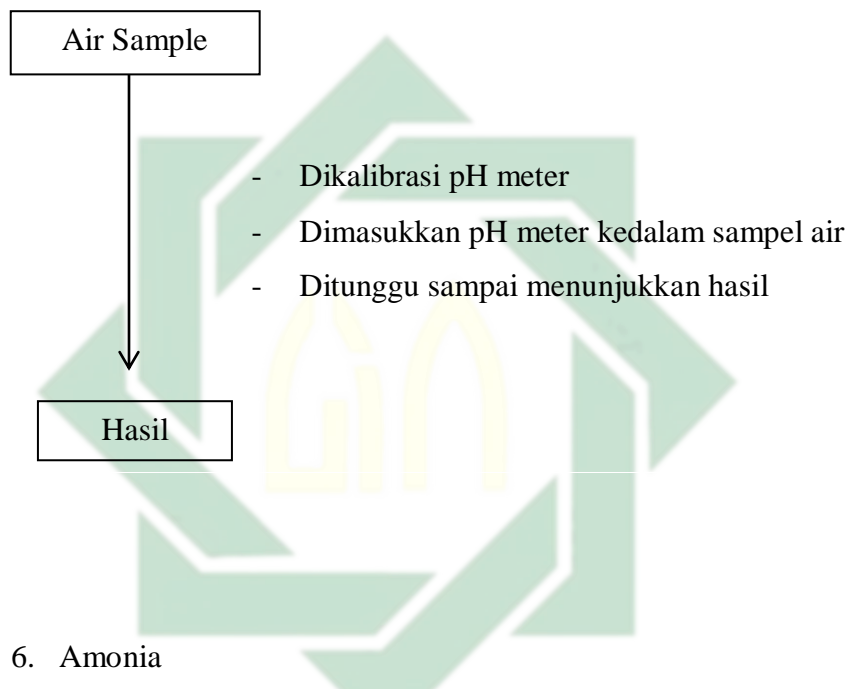 Air Sample
- Dikalibrasi pH meter
- Dimasukkan pH meter kedalam sampel air
- Ditunggu sampai menunjukkan hasil
Hasil
6. Amonia